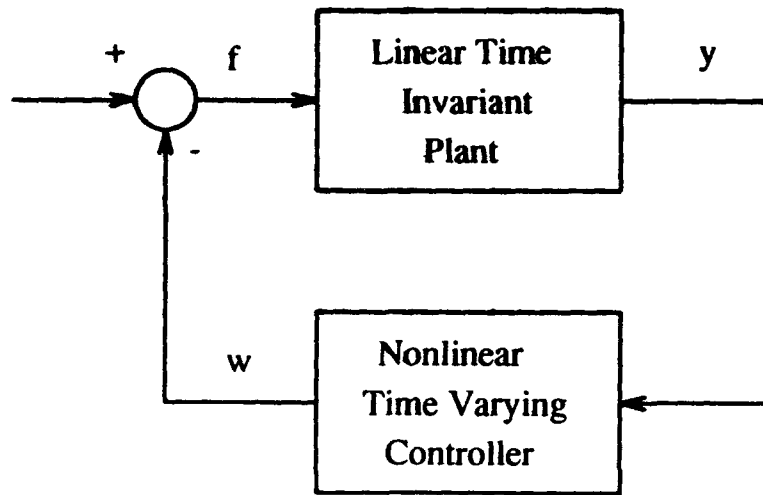 +
f
Linear Time
Invariant
Plant
y
-
w
Nonlinear
Time Varying
Controller